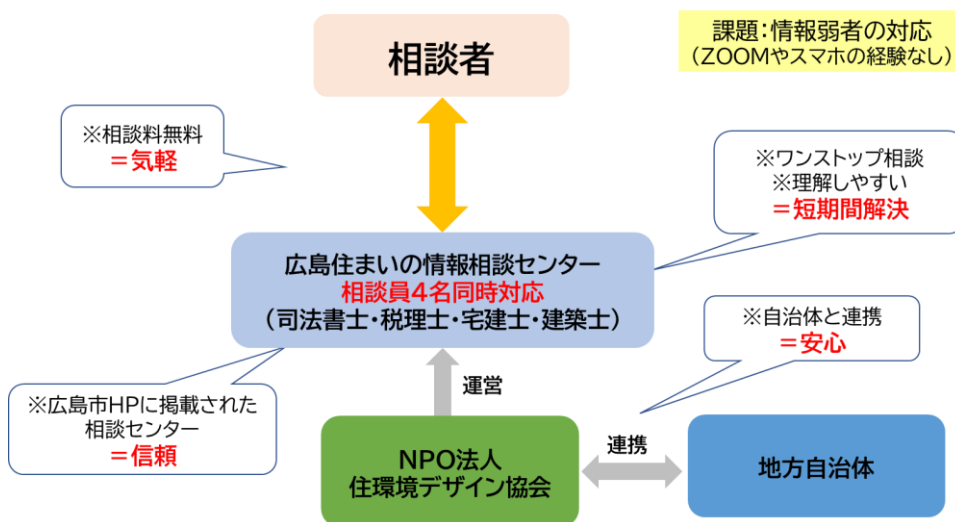 相談者
課題：情報弱者の対応
（ZOOMやスマホの経験なし）
※相談料無料
＝気軽
※ワンストップ相談
※理解しやすい
＝短期間解決
広島住まいの情報相談センター
相談員4名同時対応
（司法書士・税理士・宅建士・建築士）
※自治体と連携
＝安心
※広島市HPに掲載された
相談センター
＝信頼
運営
NPO法人
住環境デザイン協会
連携
地方自治体